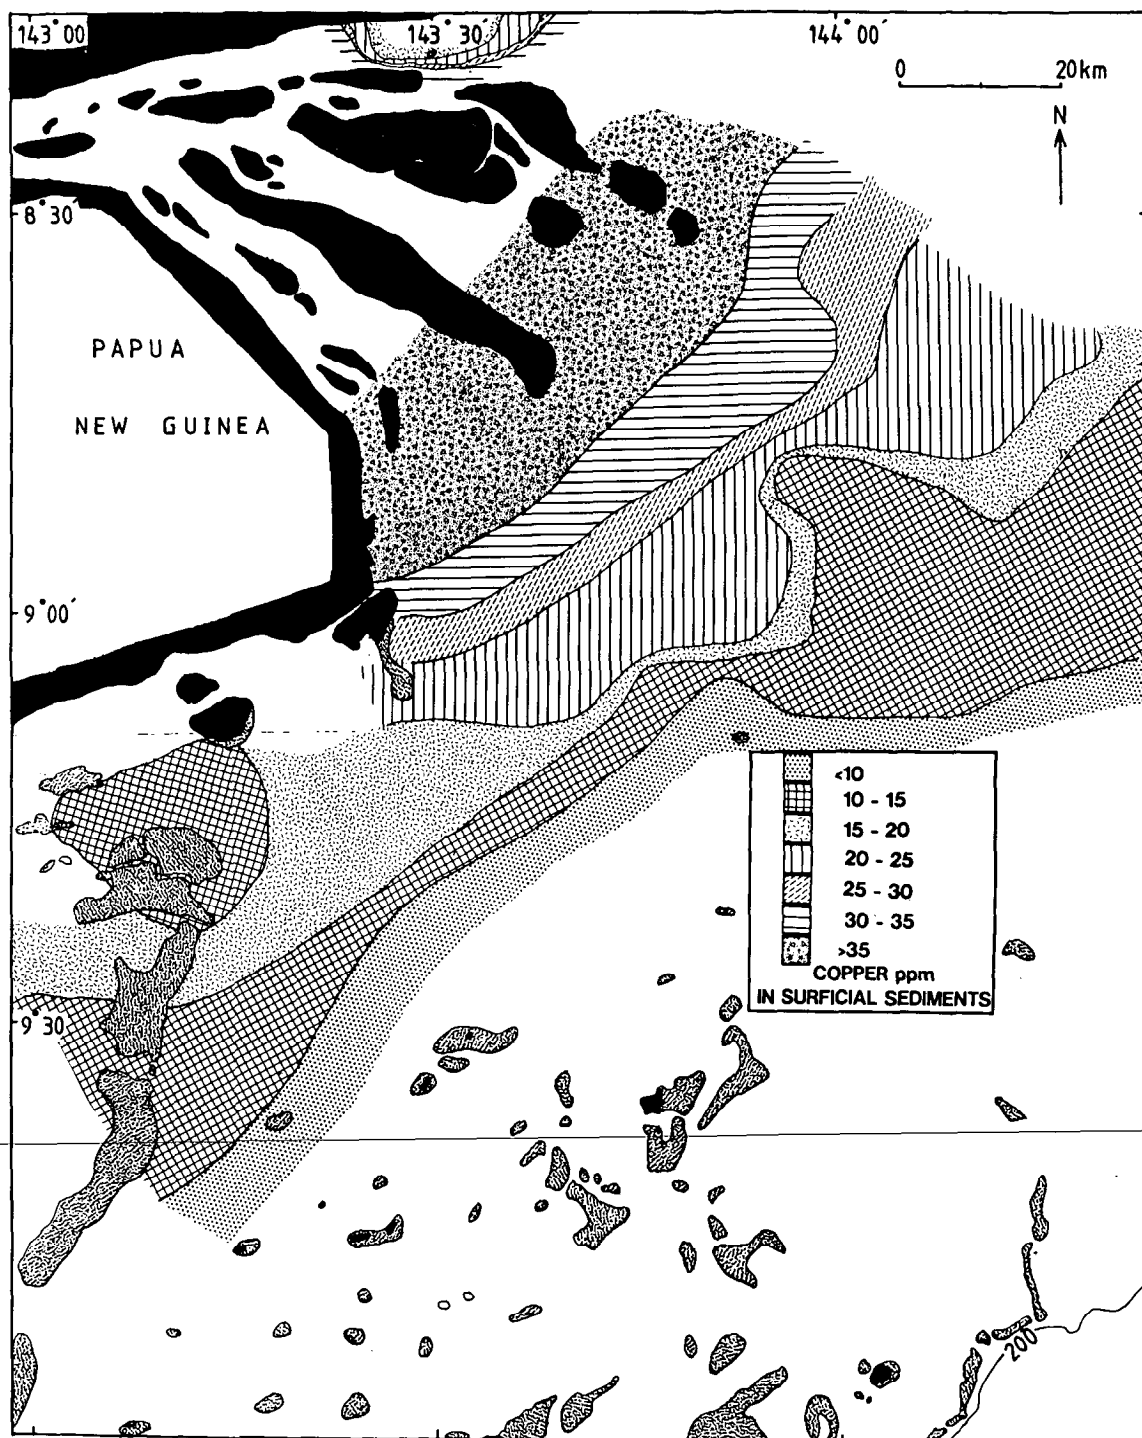 143°00 143°30′ 144°00′
0 20km
N
8°30′
PAPUA
NEW GUINEA
9°00′
<10
10 - 15
15 - 20
20 - 25
25 - 30
30 - 35
>35
COPPER ppm
IN SURFICIAL SEDIMENTS
9°30′
200